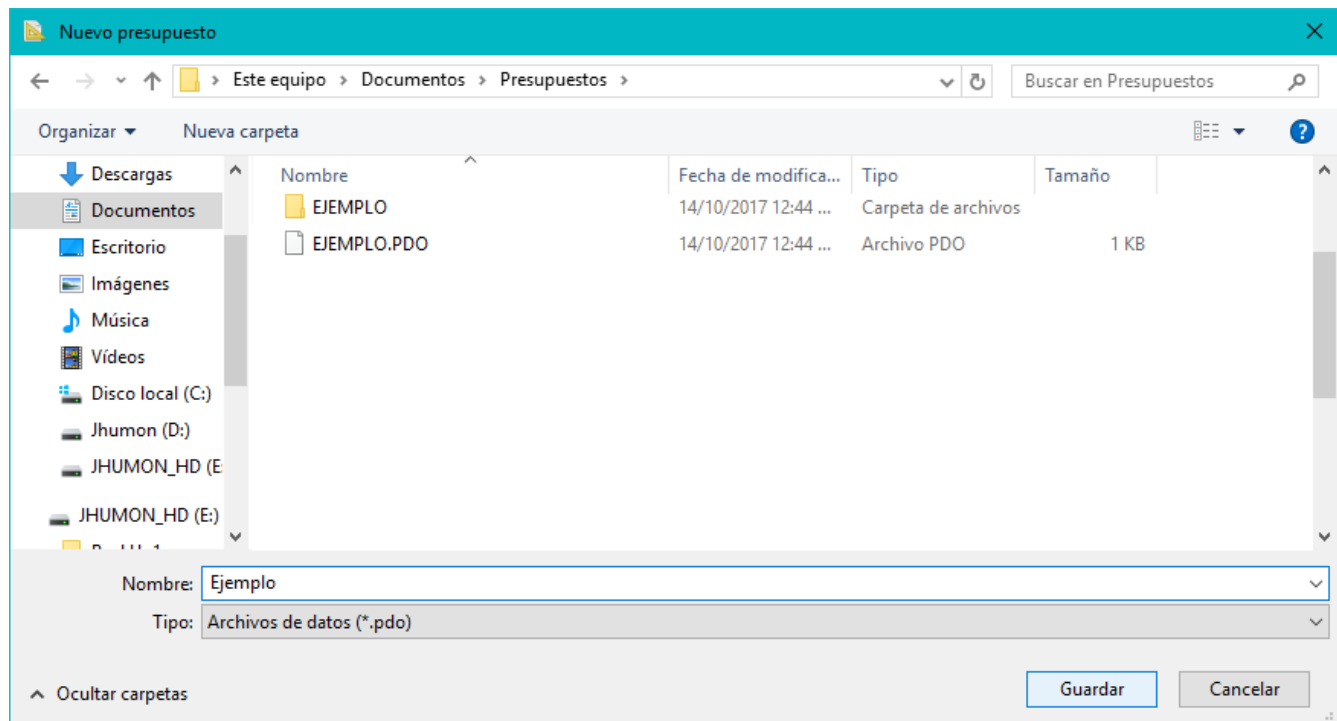 Nuevo presupuesto
Este equipo > Documentos > Presupuestos >
Buscar en Presupuestos
Organizar
Nueva carpeta
Descargas
Documentos
Escritorio
Imágenes
Música
Vídeos
Disco local (C:)
Jhumon (D:)
JHUMON_HD (E:
JHUMON_HD (E:)
Nombre Fecha de modifica... Tipo Tamaño
EJEMPLO 14/10/2017 12:44 ... Carpeta de archivos
EJEMPLO.PDO 14/10/2017 12:44 ... Archivo PDO 1 KB
Nombre: Ejemplo
Tipo: Archivos de datos (*.pdo)
Ocultar carpetas
Guardar
Cancelar